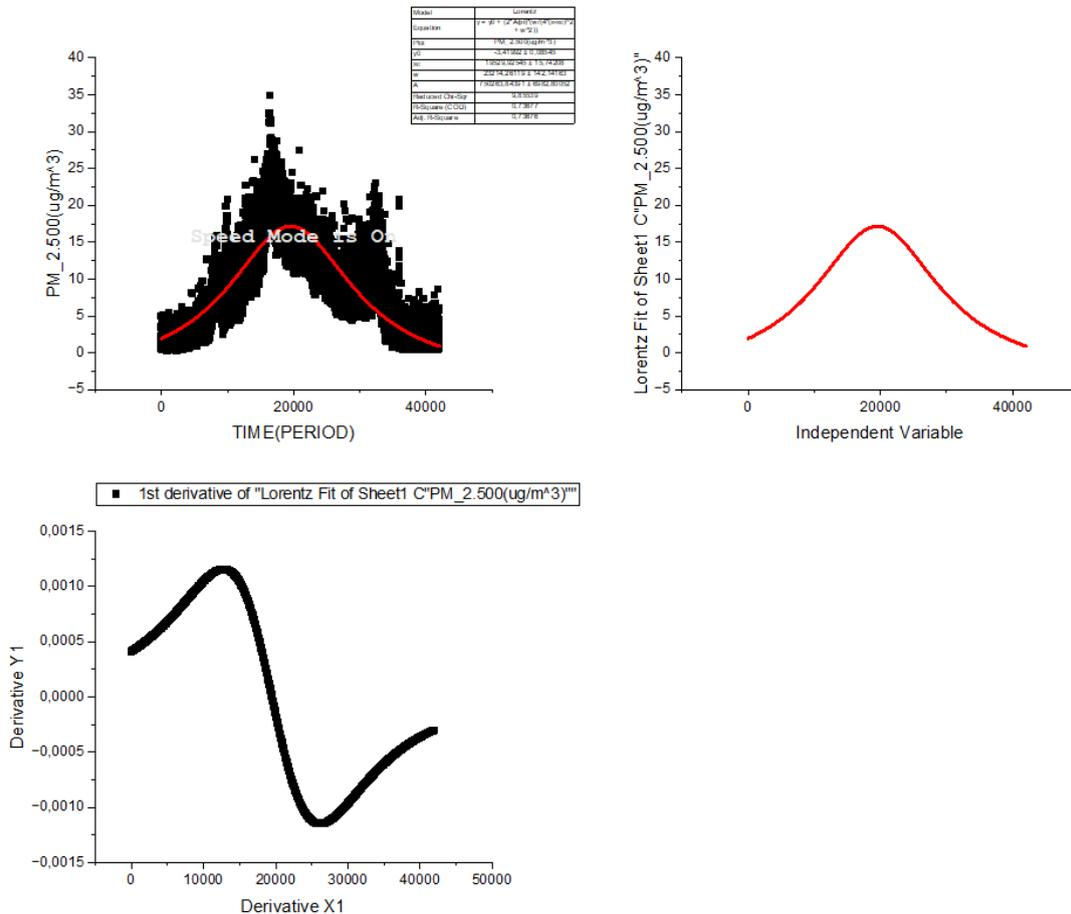 Model Lorentz
Equation y = y0 + (2*A/pi)*(w/(4*(x-xc)^2 + w^2))
Plot PM_2.500(ug/m^3)
y0
xc
w
A
Reduced Chi-Sqr
R-Square (COD) 0,73677
Adj. R-Square 0,73676
40
35
30
25
20
15
10
5
0
−5
PM_2.500(ug/m^3)
Speed Mode is On
0 20000 40000
TIME(PERIOD)
40
35
30
25
20
15
10
5
0
−5
Lorentz Fit of Sheet1 C"PM_2.500(ug/m^3)"
0 20000 40000
Independent Variable
1st derivative of "Lorentz Fit of Sheet1 C"PM_2.500(ug/m^3)""
0,0015
0,0010
0,0005
0,0000
−0,0005
−0,0010
−0,0015
Derivative Y1
0 10000 20000 30000 40000 50000
Derivative X1